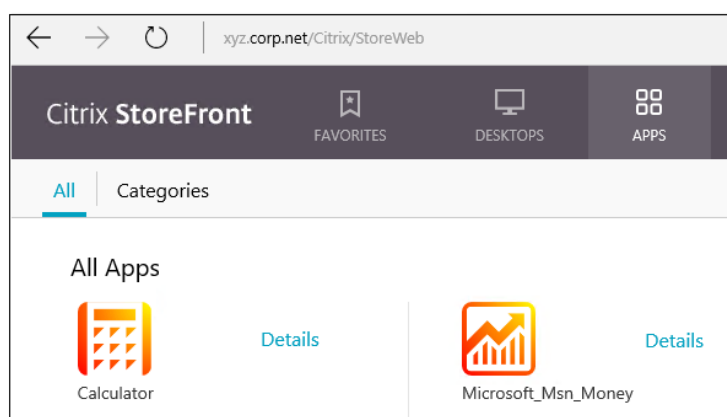 xyz.corp.net/Citrix/StoreWeb
Citrix StoreFront
FAVORITES
DESKTOPS
APPS
All
Categories
All Apps
Details
Details
Calculator
Microsoft_Msn_Money